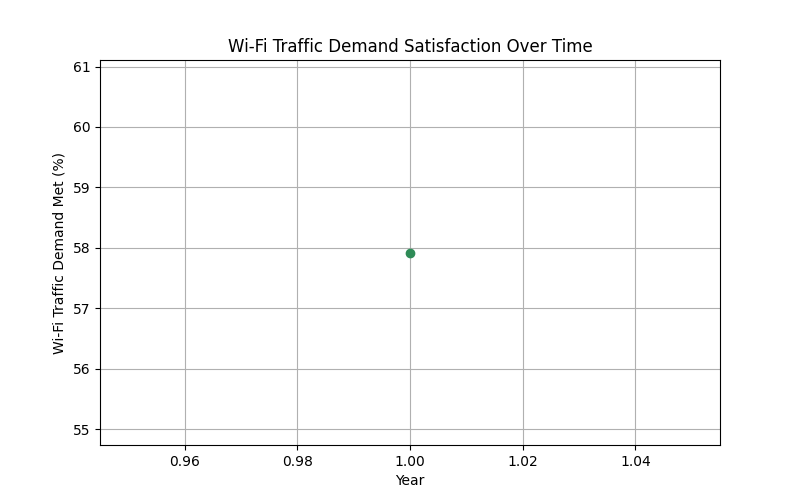 Wi-Fi Traffic Demand Satisfaction Over Time
Wi-Fi Traffic Demand Met (%)
61
60
59
58
57
56
55
0.96 0.98 1.00 1.02 1.04
Year